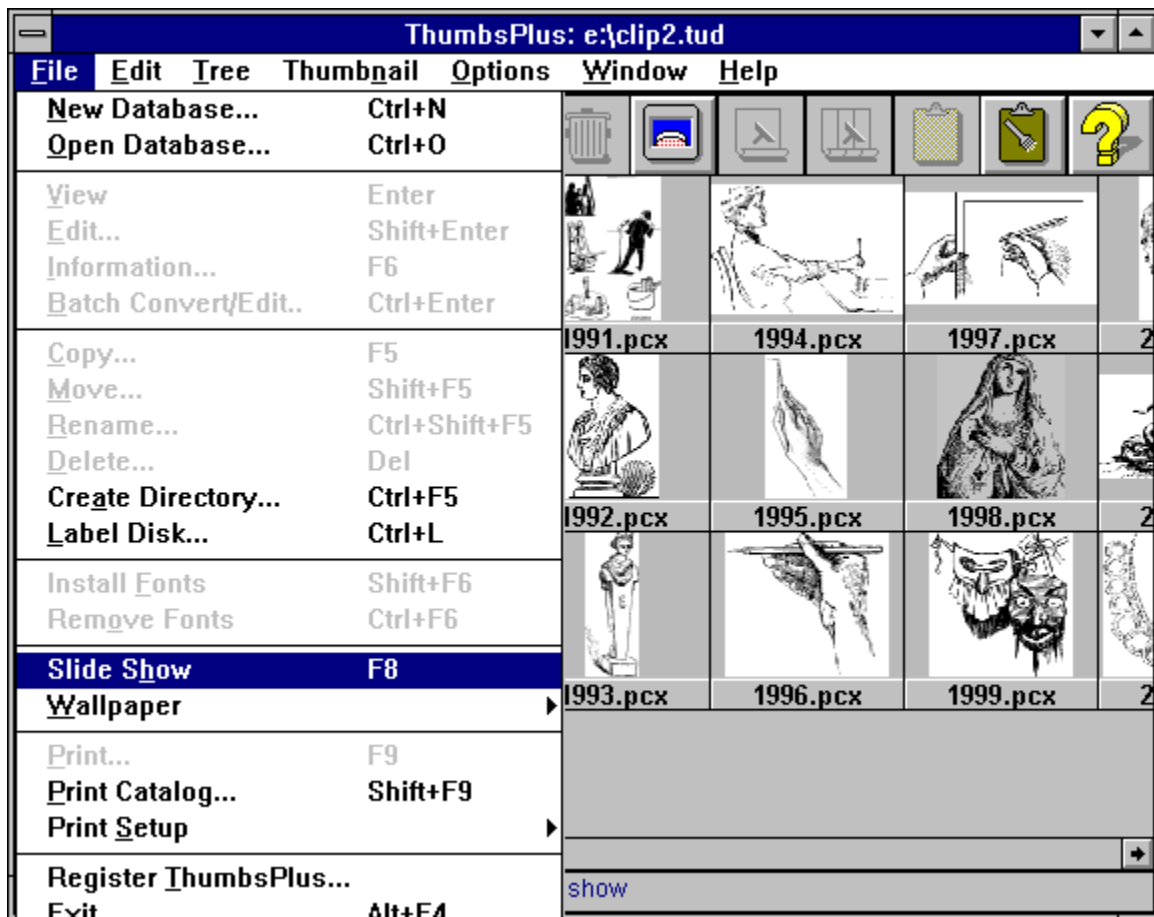 ThumbsPlus: e:\clip2.tud
File Edit Tree Thumbnail Options Window Help
New Database... Ctrl+N
Open Database... Ctrl+O
View Enter
Edit... Shift+Enter
Information... F6
Batch Convert/Edit.. Ctrl+Enter
Copy... F5
Move... Shift+F5
Rename... Ctrl+Shift+F5
Delete... Del
Create Directory... Ctrl+F5
Label Disk... Ctrl+L
Install Fonts Shift+F6
Remove Fonts Ctrl+F6
Slide Show F8
Wallpaper
Print... F9
Print Catalog... Shift+F9
Print Setup
Register ThumbsPlus...
Exit Alt+F4
1991.pcx 1994.pcx 1997.pcx 2
1992.pcx 1995.pcx 1998.pcx 2
1993.pcx 1996.pcx 1999.pcx 2
show